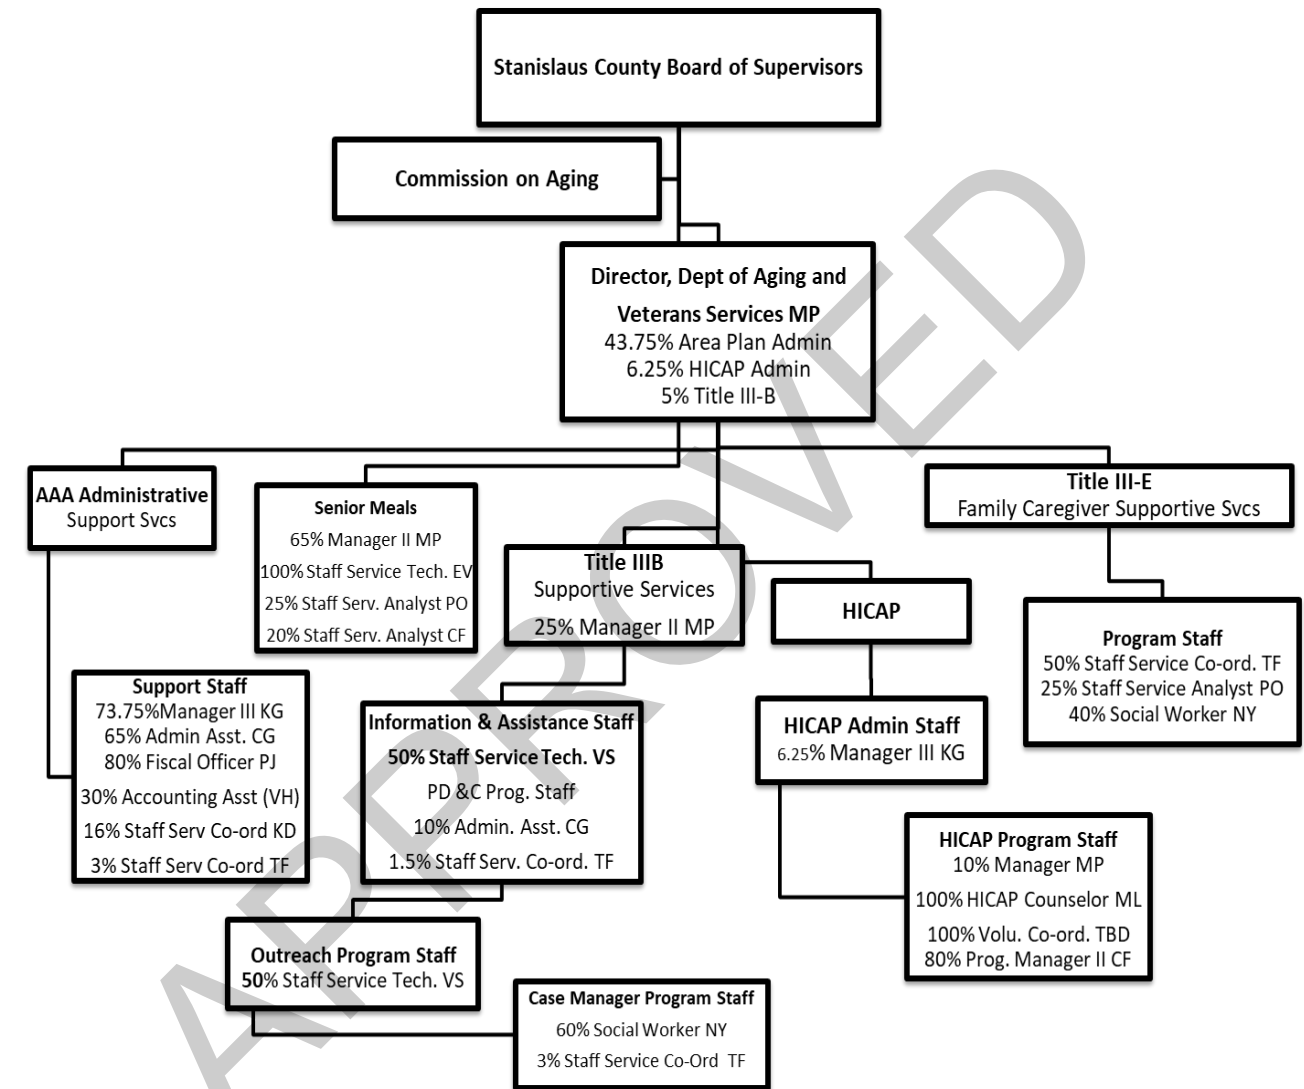 Stanislaus County Board of Supervisors
Commission on Aging
Director, Dept of Aging and
Veterans Services MP
43.75% Area Plan Admin
6.25% HICAP Admin
5% Title III-B
AAA Administrative
Support Svcs
Senior Meals
65% Manager II MP
100% Staff Service Tech. EV
25% Staff Serv. Analyst PO
20% Staff Serv. Analyst CF
Title IIIB
Supportive Services
25% Manager II MP
HICAP
Title III-E
Family Caregiver Supportive Svcs
Program Staff
50% Staff Service Co-ord. TF
25% Staff Service Analyst PO
40% Social Worker NY
Support Staff
73.75%Manager III KG
65% Admin Asst. CG
80% Fiscal Officer PJ
30% Accounting Asst (VH)
16% Staff Serv Co-ord KD
3% Staff Serv Co-ord TF
Information & Assistance Staff
50% Staff Service Tech. VS
PD &C Prog. Staff
10% Admin. Asst. CG
1.5% Staff Serv. Co-ord. TF
HICAP Admin Staff
6.25% Manager III KG
HICAP Program Staff
10% Manager MP
100% HICAP Counselor ML
100% Volu. Co-ord. TBD
80% Prog. Manager II CF
Outreach Program Staff
50% Staff Service Tech. VS
Case Manager Program Staff
60% Social Worker NY
3% Staff Service Co-Ord TF
APPROVED